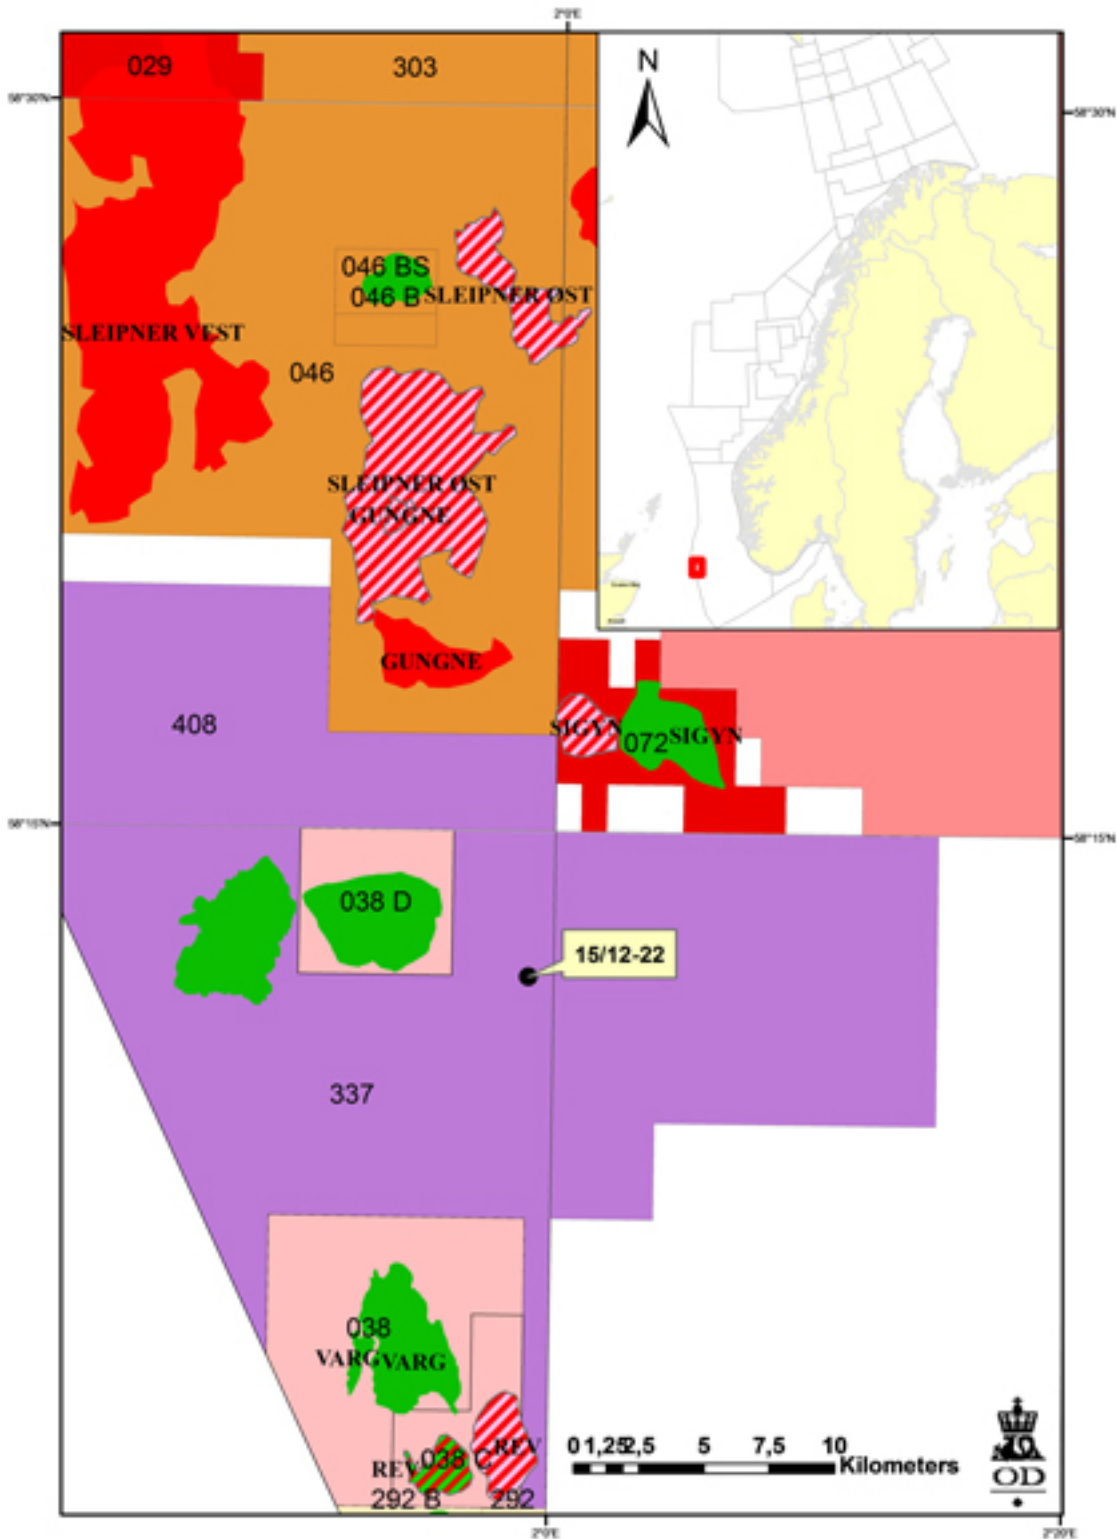 2°0'E
029
303
N
58°30'N
58°30'N
046 BS
046 B
SLEIPNER ØST
SLEIPNER VEST
046
SLEIPNER ØST
GUNGNE
GUNGNE
408
SIGYN
072
SIGYN
58°15'N
58°15'N
038 D
15/12-22
337
038
VARG
VARG
REV
038 C
REV
292 B
292
0 1,25 2,5 5 7,5 10
Kilometers
OD
2°0'E
2°20'E